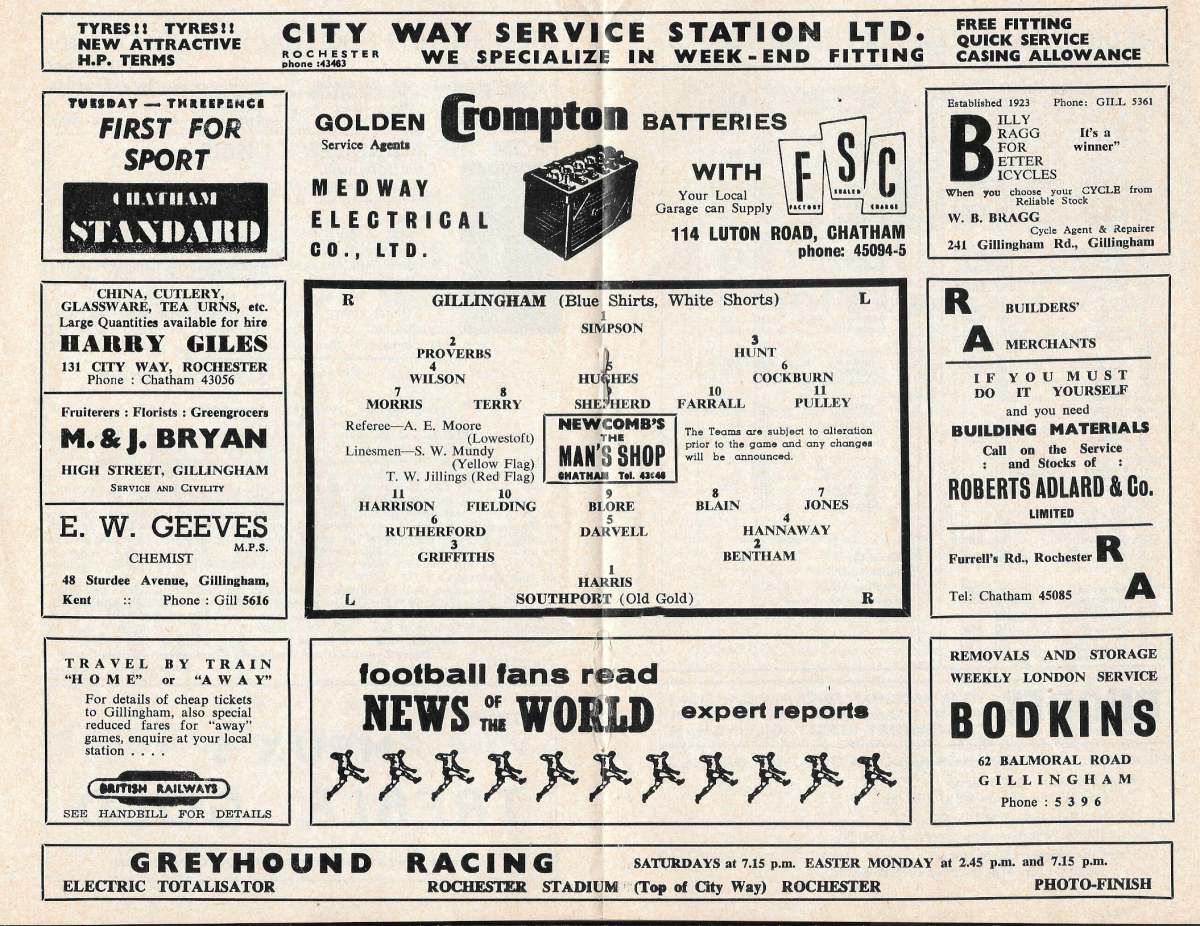 TYRES!! TYRES!!
NEW ATTRACTIVE
H.P. TERMS
CITY WAY SERVICE STATION LTD.
ROCHESTER
phone :43463
WE SPECIALIZE IN WEEK-END FITTING
FREE FITTING
QUICK SERVICE
CASING ALLOWANCE
TUESDAY — THREEPENCE
FIRST FOR
SPORT
CHATHAM
STANDARD
GOLDEN Crompton BATTERIES
Service Agents
MEDWAY
ELECTRICAL
CO., LTD.
WITH
Your Local
Garage can Supply
F S C
FACTORY SEALED CHARGE
114 LUTON ROAD, CHATHAM
phone: 45094-5
Established 1923 Phone: GILL 5361
BILLY
RAGG
FOR
ETTER
ICYCLES
It's a
winner"
When you choose your CYCLE from
Reliable Stock
W. B. BRAGG
Cycle Agent & Repairer
241 Gillingham Rd., Gillingham
CHINA, CUTLERY,
GLASSWARE, TEA URNS, etc.
Large Quantities available for hire
HARRY GILES
131 CITY WAY, ROCHESTER
Phone : Chatham 43056
Fruiterers : Florists : Greengrocers
M. & J. BRYAN
HIGH STREET, GILLINGHAM
SERVICE AND CIVILITY
E. W. GEEVES
M.P.S.
CHEMIST
48 Sturdee Avenue, Gillingham,
Kent :: Phone : Gill 5616
R GILLINGHAM (Blue Shirts, White Shorts) L
1
SIMPSON
2 3
PROVERBS HUNT
4 5 6
WILSON HUGHES COCKBURN
7 8 9 10 11
MORRIS TERRY SHEPHERD FARRALL PULLEY
Referee—A. E. Moore
(Lowestoft)
Linesmen—S. W. Mundy
(Yellow Flag)
T. W. Jillings (Red Flag)
NEWCOMB'S
THE
MAN'S SHOP
CHATHAM Tel. 43446
The Teams are subject to alteration
prior to the game and any changes
will be announced.
11 10 9 8 7
HARRISON FIELDING BLORE BLAIN JONES
6 5 4
RUTHERFORD DARVELL HANNAWAY
3 2
GRIFFITHS BENTHAM
1
HARRIS
L SOUTHPORT (Old Gold) R
R
A
BUILDERS'
MERCHANTS
IF YOU MUST
DO IT YOURSELF
and you need
BUILDING MATERIALS
Call on the Service
: and Stocks of :
ROBERTS ADLARD & Co.
LIMITED
Furrell's Rd., Rochester R
Tel: Chatham 45085 A
TRAVEL BY TRAIN
"HOME" or "AWAY"
For details of cheap tickets
to Gillingham, also special
reduced fares for "away"
games, enquire at your local
station . . . .
BRITISH RAILWAYS
SEE HANDBILL FOR DETAILS
football fans read
NEWS OF THE WORLD expert reports
REMOVALS AND STORAGE
WEEKLY LONDON SERVICE
BODKINS
62 BALMORAL ROAD
GILLINGHAM
Phone : 5396
GREYHOUND RACING SATURDAYS at 7.15 p.m. EASTER MONDAY at 2.45 p.m. and 7.15 p.m.
ELECTRIC TOTALISATOR ROCHESTER STADIUM (Top of City Way) ROCHESTER PHOTO-FINISH